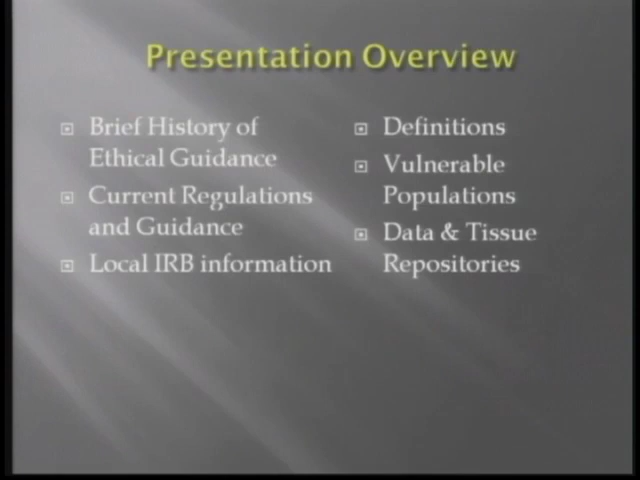 Presentation Overview
Brief History of
Ethical Guidance
Current Regulations
and Guidance
Local IRB information
Definitions
Vulnerable
Populations
Data & Tissue
Repositories